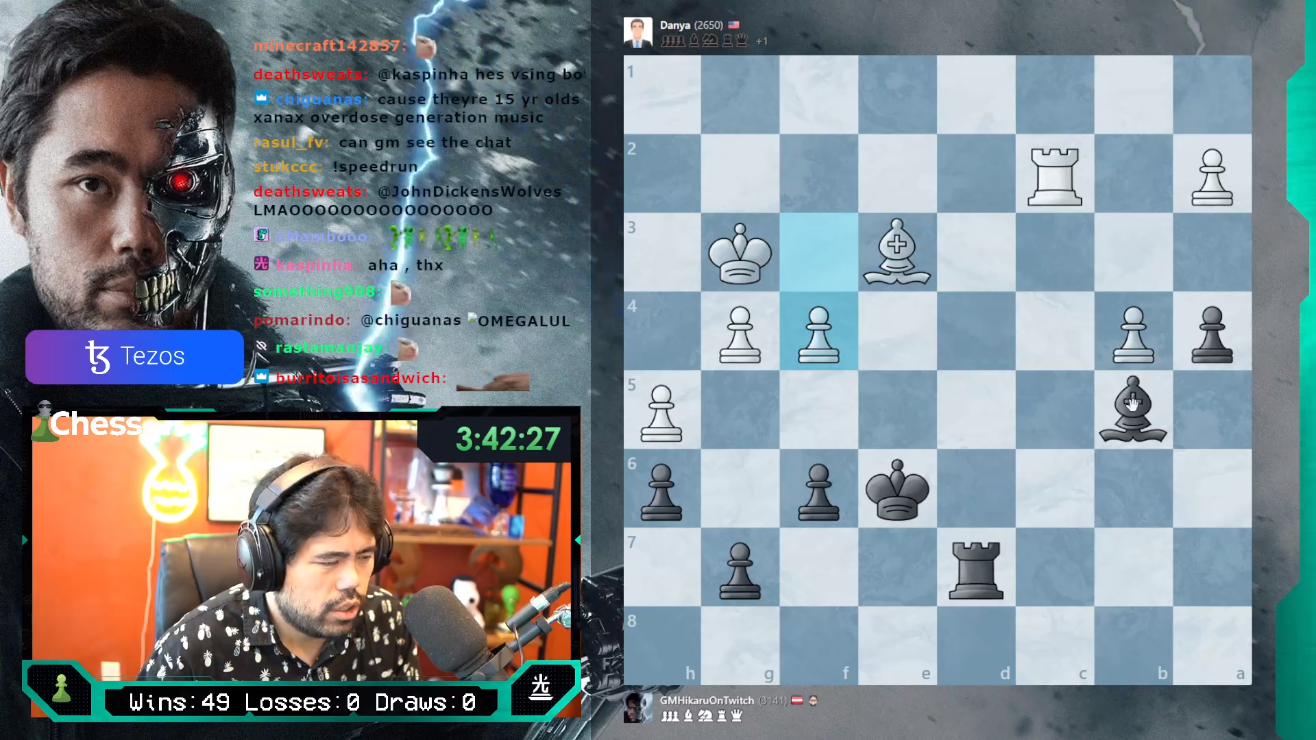 minecraft142857:
deathsweats: @kaspinha hes vsing bo
chiguanas: cause theyre 15 yr olds
xanax overdose generation music
rasul_fv: can gm see the chat
stukccc: !speedrun
deathsweats: @JohnDickensWolves
LMAOOOOOOOOOOOOOOOO
kaspinha: aha , thx
something908:
pomarindo: @chiguanas OMEGALUL
rastamanjay:
burritoisasandwich:
Tezos
Chess
3:42:27
Wins:49 Losses:0 Draws:0
光
Danya (2650)
+1
1
2
3
4
5
6
7
8
h g f e d c b a
GMHikaruOnTwitch (3141)